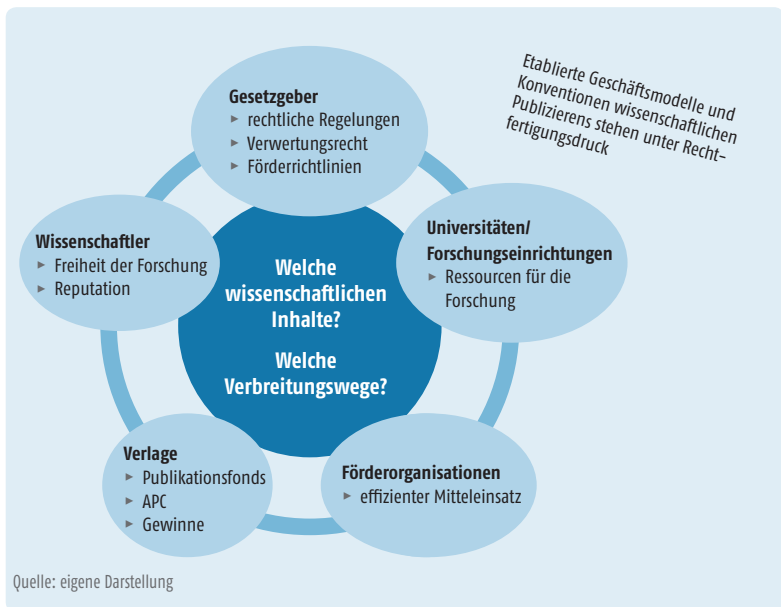 Etablierte Geschäftsmodelle und
Konventionen wissenschaftlichen
Publizierens stehen unter Recht-
fertigungsdruck
Gesetzgeber
► rechtliche Regelungen
► Verwertungsrecht
► Förderrichtlinien
Wissenschaftler
► Freiheit der Forschung
► Reputation
Universitäten/
Forschungseinrichtungen
► Ressourcen für die
Forschung
Welche
wissenschaftlichen
Inhalte?
Welche
Verbreitungswege?
Verlage
► Publikationsfonds
► APC
► Gewinne
Förderorganisationen
► effizienter Mitteleinsatz
Quelle: eigene Darstellung